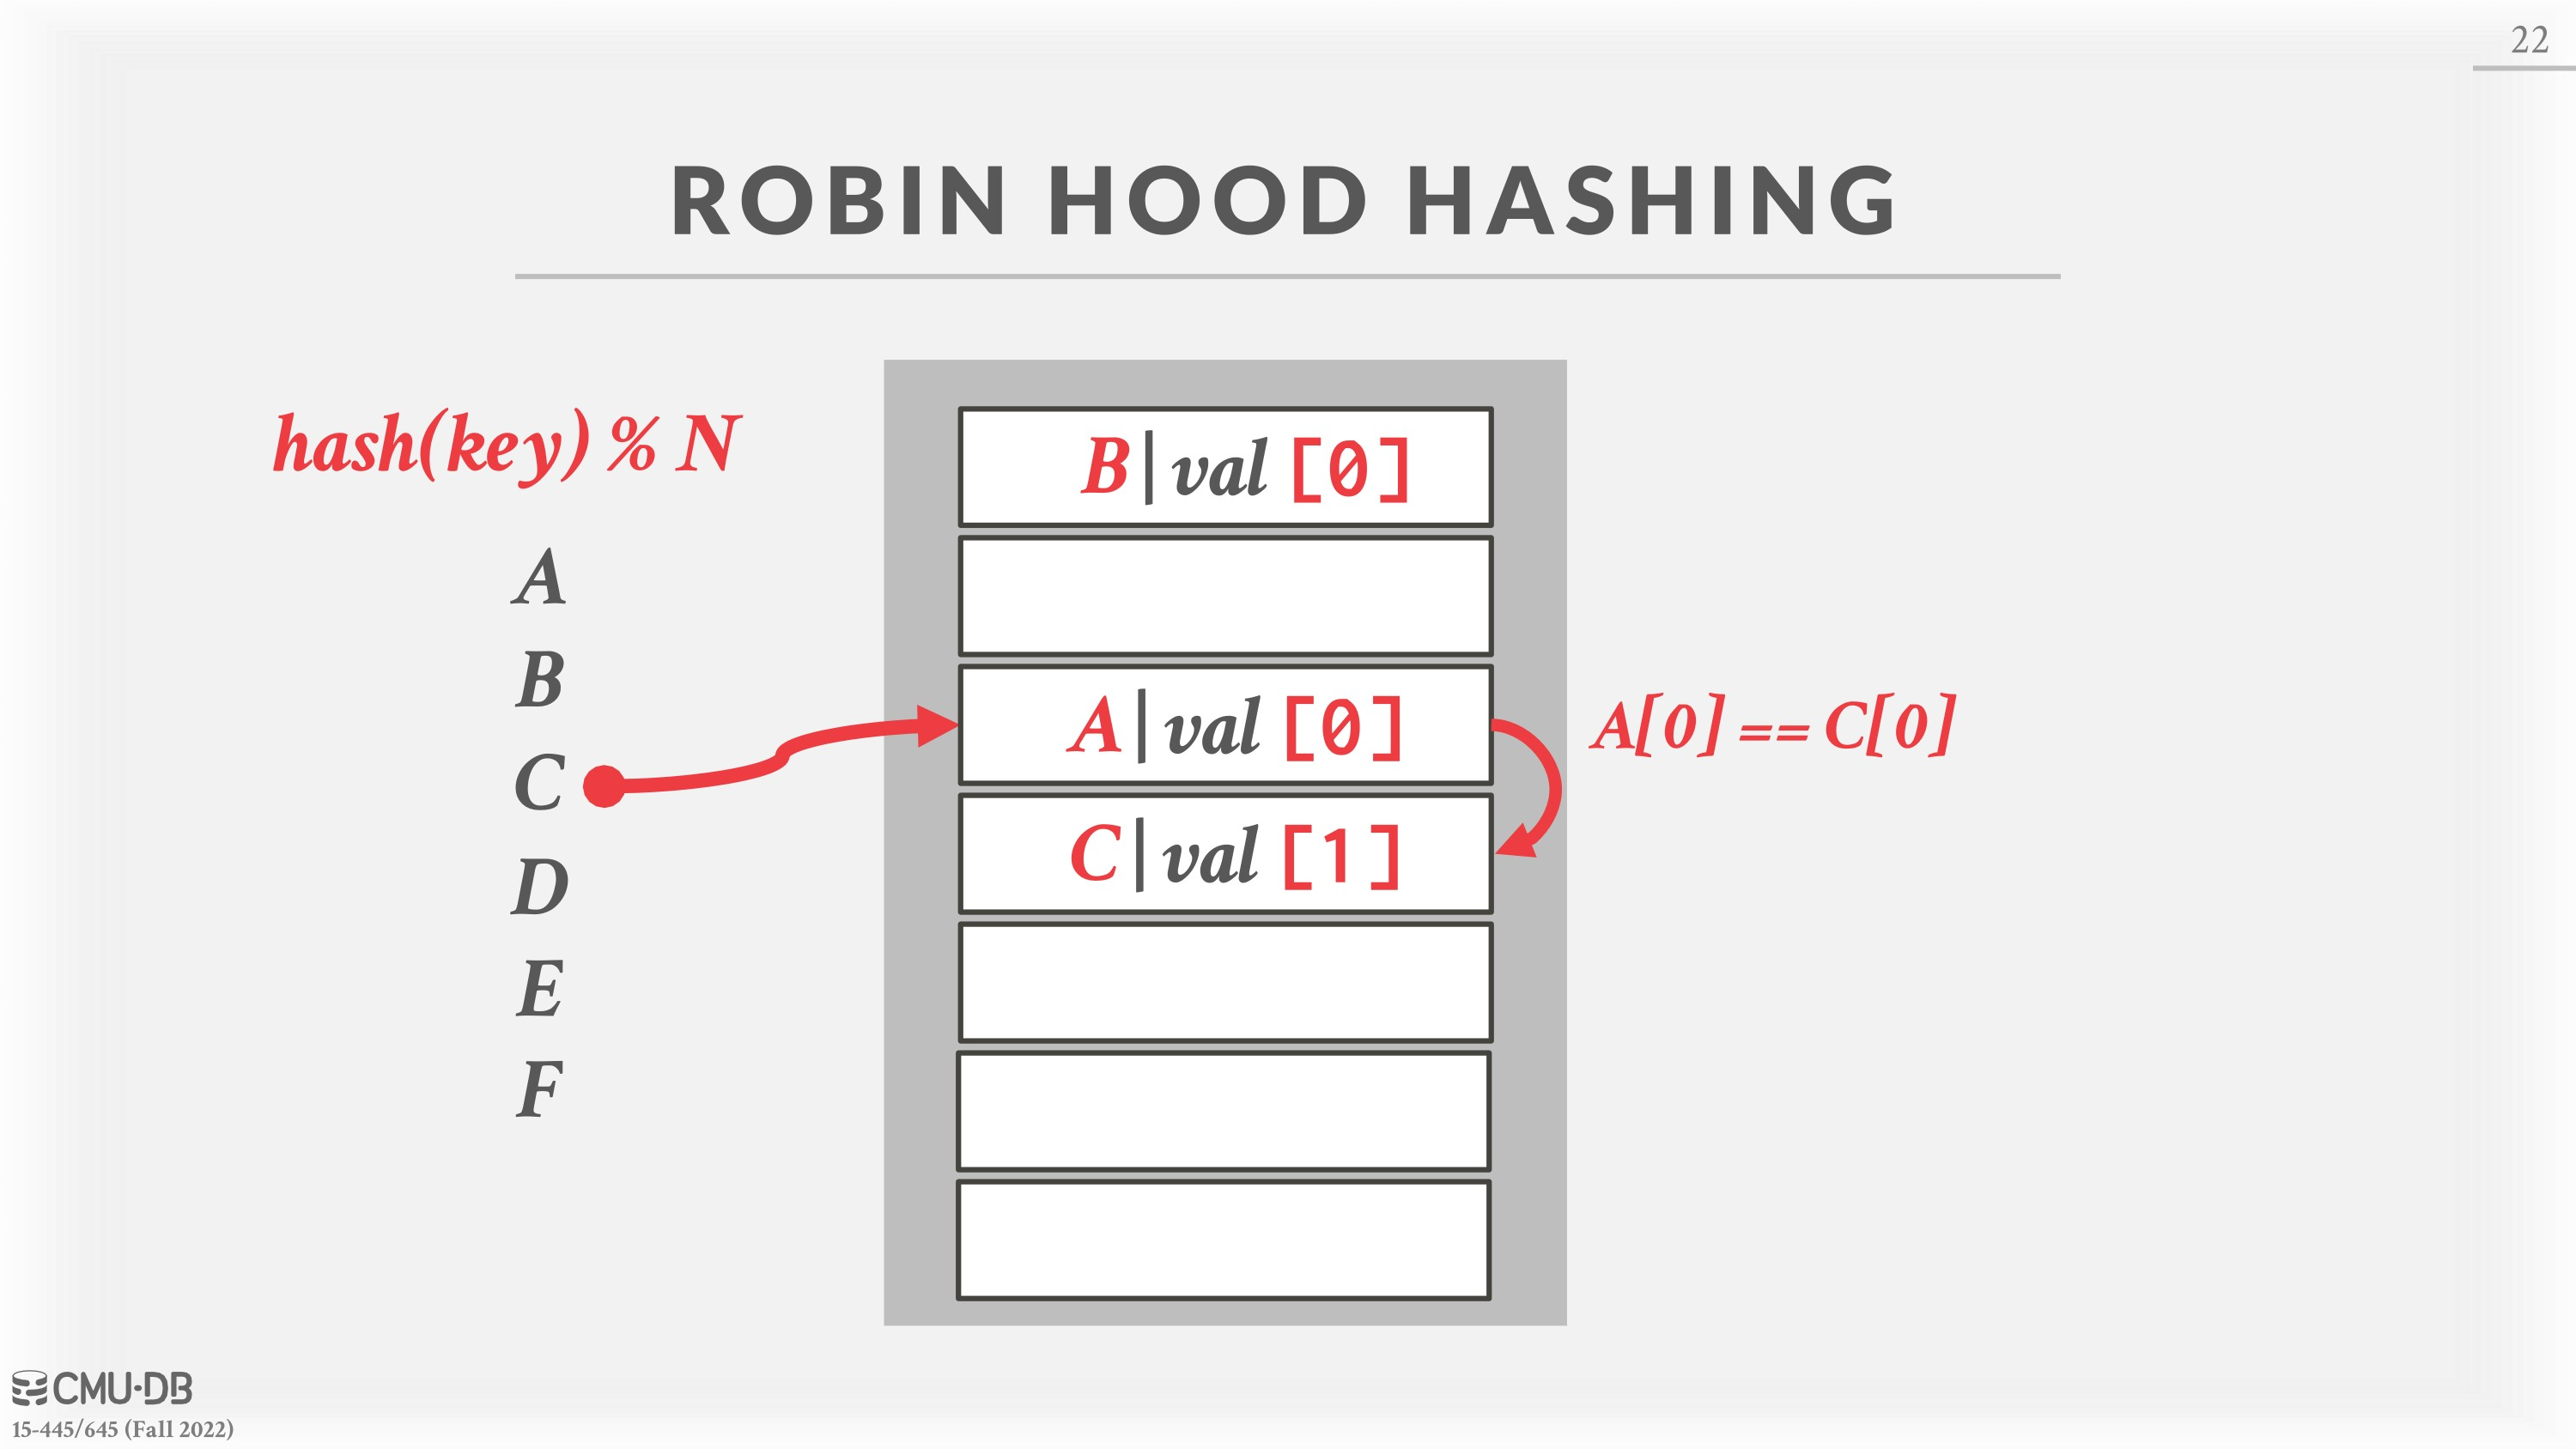 22
ROBIN HOOD HASHING
hash(key) % N
A
B
C
D
E
F
B|val [0]
A|val [0]
C|val [1]
A[0] == C[0]
CMU·DB
15-445/645 (Fall 2022)